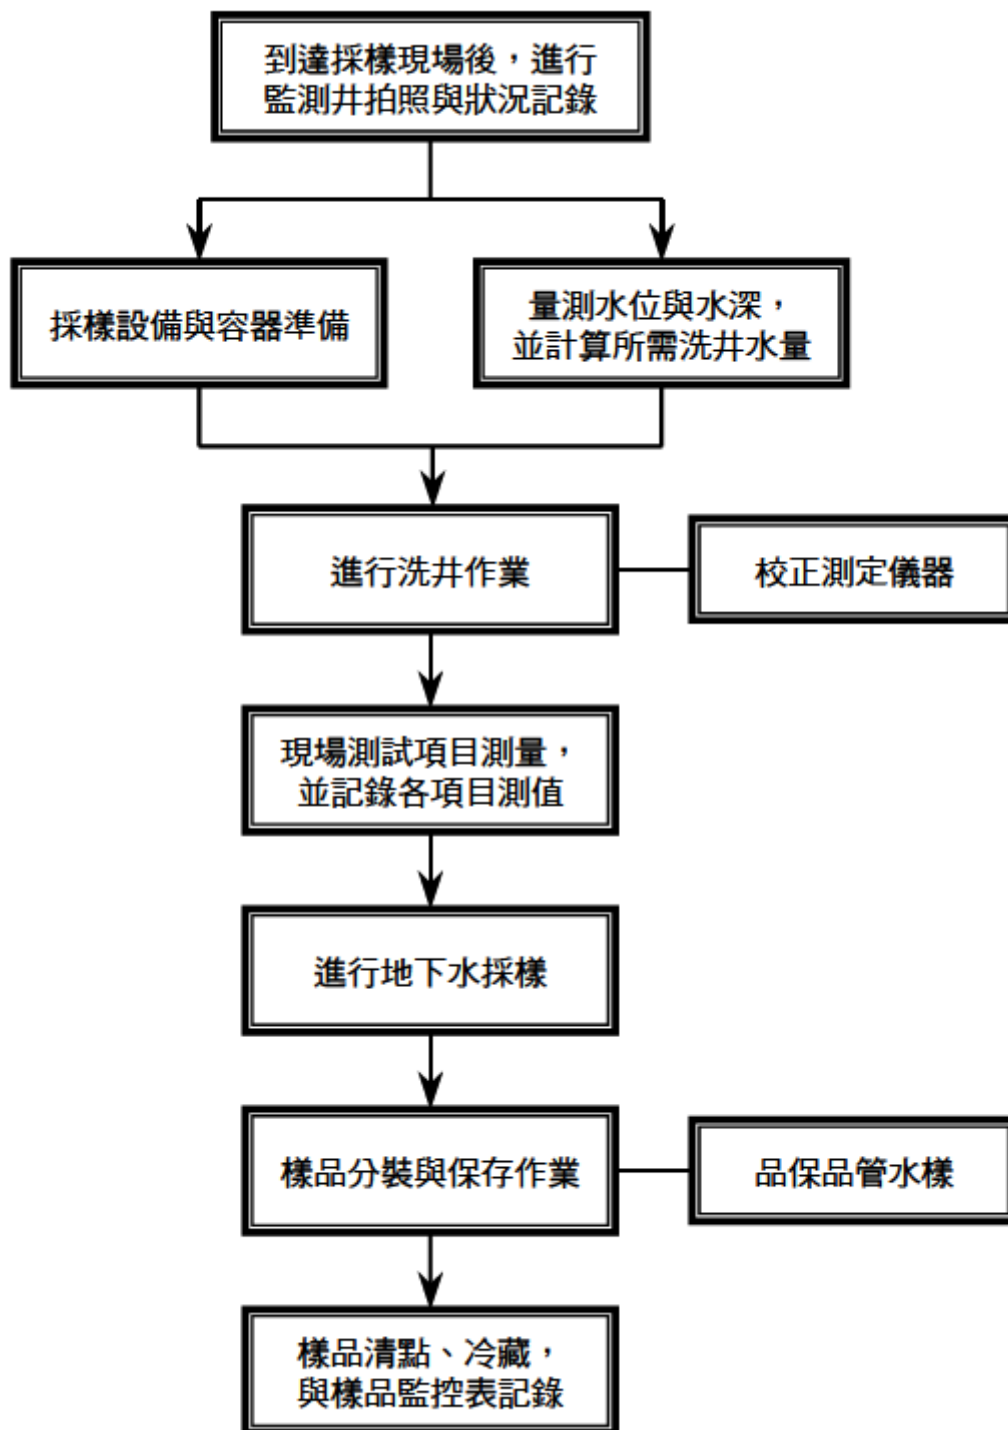 到達採樣現場後，進行
監測井拍照與狀況記錄
採樣設備與容器準備
量測水位與水深，
並計算所需洗井水量
進行洗井作業
校正測定儀器
現場測試項目測量，
並記錄各項目測值
進行地下水採樣
樣品分裝與保存作業
品保品管水樣
樣品清點、冷藏，
與樣品監控表記錄